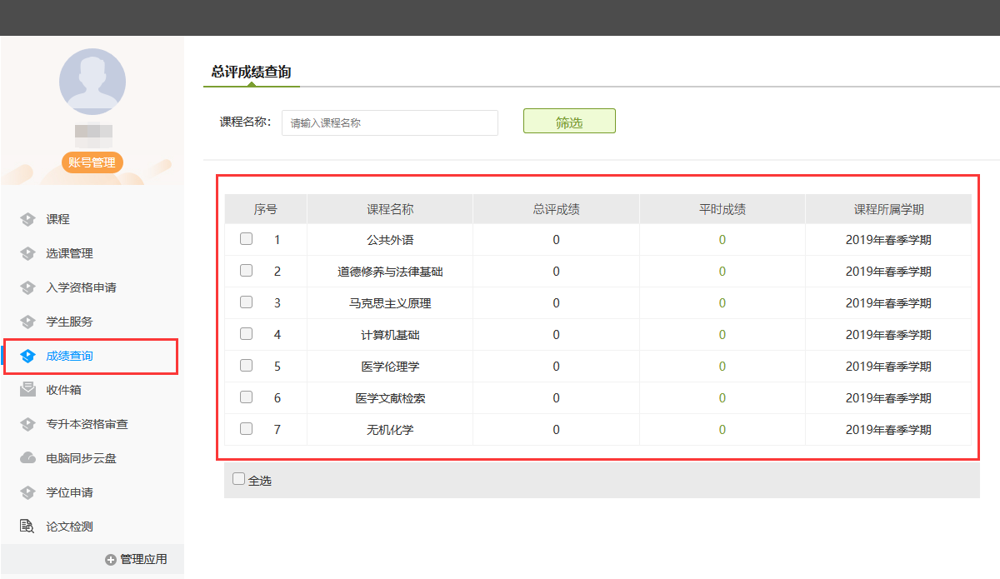 账号管理
课程
选课管理
入学资格申请
学生服务
成绩查询
收件箱
专升本资格审查
电脑同步云盘
学位申请
论文检测
管理应用
总评成绩查询
课程名称: 请输入课程名称 筛选
序号 课程名称 总评成绩 平时成绩 课程所属学期
1 公共外语 0 0 2019年春季学期
2 道德修养与法律基础 0 0 2019年春季学期
3 马克思主义原理 0 0 2019年春季学期
4 计算机基础 0 0 2019年春季学期
5 医学伦理学 0 0 2019年春季学期
6 医学文献检索 0 0 2019年春季学期
7 无机化学 0 0 2019年春季学期
全选